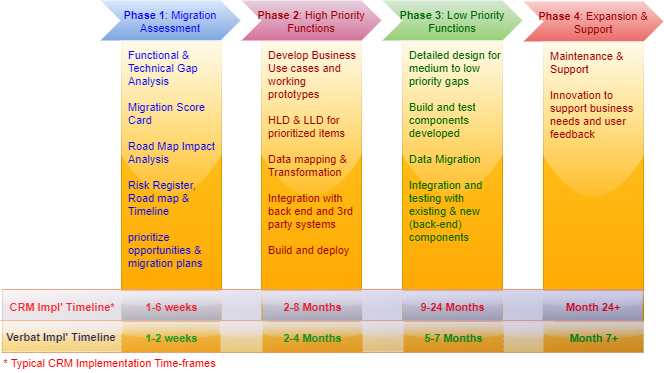 Phase 1: Migration
Assessment
Phase 2: High Priority
Functions
Phase 3: Low Priority
Functions
Phase 4: Expansion &
Support
Functional &
Technical Gap
Analysis
Migration Score
Card
Road Map Impact
Analysis
Risk Register,
Road map &
Timeline
prioritize
opportunities &
migration plans
Develop Business
Use cases and
working
prototypes
HLD & LLD for
prioritized items
Data mapping &
Transformation
Integration with
back end and 3rd
party systems
Build and deploy
Detailed design for
medium to low
priority gaps
Build and test
components
developed
Data Migration
Integration and
testing with
existing & new
(back-end)
components
Maintenance &
Support
Innovation to
support business
needs and user
feedback
CRM Impl' Timeline* 1-6 weeks 2-8 Months 9-24 Months Month 24+
Verbat Impl' Timeline 1-2 weeks 2-4 Months 5-7 Months Month 7+
* Typical CRM Implementation Time-frames